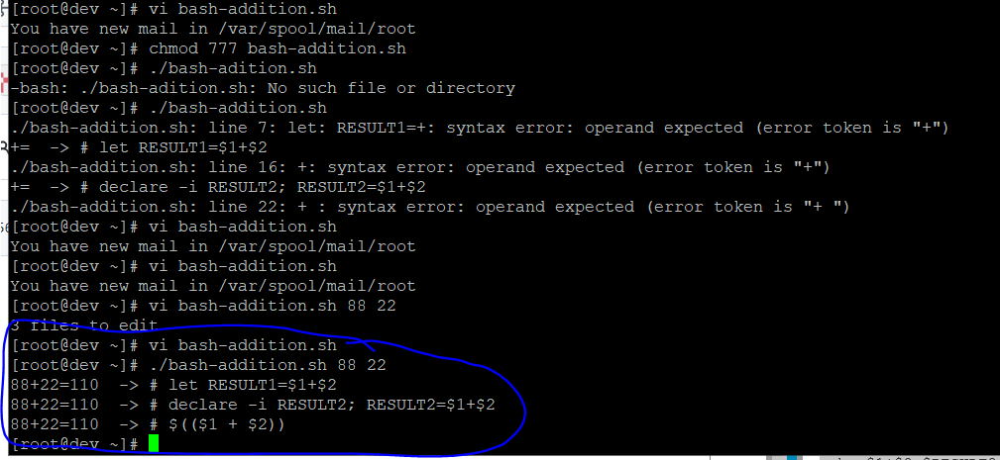 [root@dev ~]# vi bash-addition.sh
You have new mail in /var/spool/mail/root
[root@dev ~]# chmod 777 bash-addition.sh
[root@dev ~]# ./bash-adition.sh
-bash: ./bash-adition.sh: No such file or directory
[root@dev ~]# ./bash-addition.sh
./bash-addition.sh: line 7: let: RESULT1=+: syntax error: operand expected (error token is "+")
+=  -> # let RESULT1=$1+$2
./bash-addition.sh: line 16: +: syntax error: operand expected (error token is "+")
+=  -> # declare -i RESULT2; RESULT2=$1+$2
./bash-addition.sh: line 22: + : syntax error: operand expected (error token is "+ ")
[root@dev ~]# vi bash-addition.sh
You have new mail in /var/spool/mail/root
[root@dev ~]# vi bash-addition.sh
You have new mail in /var/spool/mail/root
[root@dev ~]# vi bash-addition.sh 88 22
3 files to edit
[root@dev ~]# vi bash-addition.sh
[root@dev ~]# ./bash-addition.sh 88 22
88+22=110  -> # let RESULT1=$1+$2
88+22=110  -> # declare -i RESULT2; RESULT2=$1+$2
88+22=110  -> # $(($1 + $2))
[root@dev ~]#